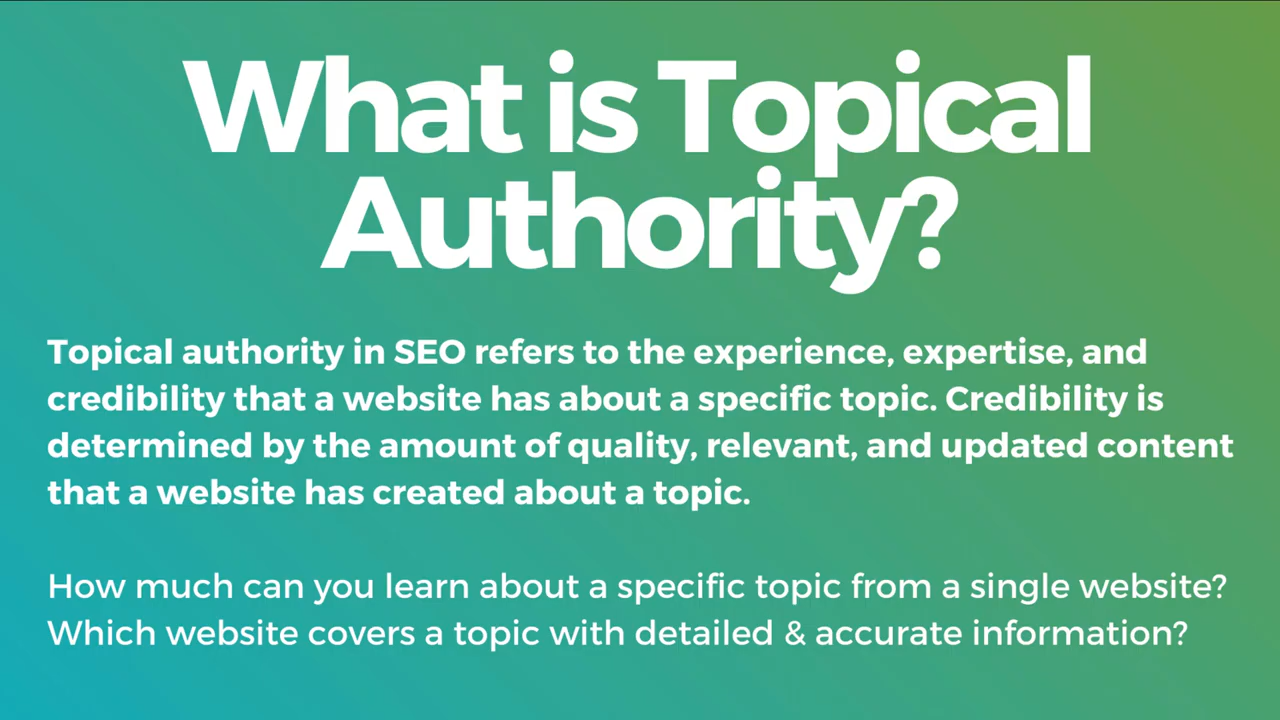 What is Topical
Authority?
Topical authority in SEO refers to the experience, expertise, and
credibility that a website has about a specific topic. Credibility is
determined by the amount of quality, relevant, and updated content
that a website has created about a topic.
How much can you learn about a specific topic from a single website?
Which website covers a topic with detailed & accurate information?